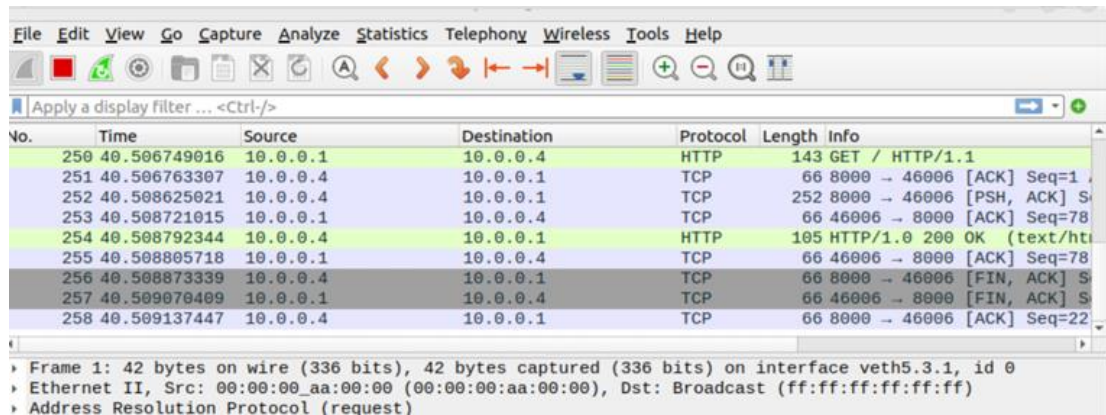 File Edit View Go Capture Analyze Statistics Telephony Wireless Tools Help
Apply a display filter ... <Ctrl-/>
No. Time Source Destination Protocol Length Info
250 40.506749016 10.0.0.1 10.0.0.4 HTTP 143 GET / HTTP/1.1
251 40.506763307 10.0.0.4 10.0.0.1 TCP 66 8000 → 46006 [ACK] Seq=1
252 40.508625021 10.0.0.4 10.0.0.1 TCP 252 8000 → 46006 [PSH, ACK]
253 40.508721015 10.0.0.1 10.0.0.4 TCP 66 46006 → 8000 [ACK] Seq=78
254 40.508792344 10.0.0.4 10.0.0.1 HTTP 105 HTTP/1.0 200 OK (text/ht
255 40.508805718 10.0.0.1 10.0.0.4 TCP 66 46006 → 8000 [ACK] Seq=78
256 40.508873339 10.0.0.4 10.0.0.1 TCP 66 8000 → 46006 [FIN, ACK]
257 40.509070409 10.0.0.1 10.0.0.4 TCP 66 46006 → 8000 [FIN, ACK]
258 40.509137447 10.0.0.4 10.0.0.1 TCP 66 8000 → 46006 [ACK] Seq=22
Frame 1: 42 bytes on wire (336 bits), 42 bytes captured (336 bits) on interface veth5.3.1, id 0
Ethernet II, Src: 00:00:00_aa:00:00 (00:00:00:aa:00:00), Dst: Broadcast (ff:ff:ff:ff:ff:ff)
Address Resolution Protocol (request)